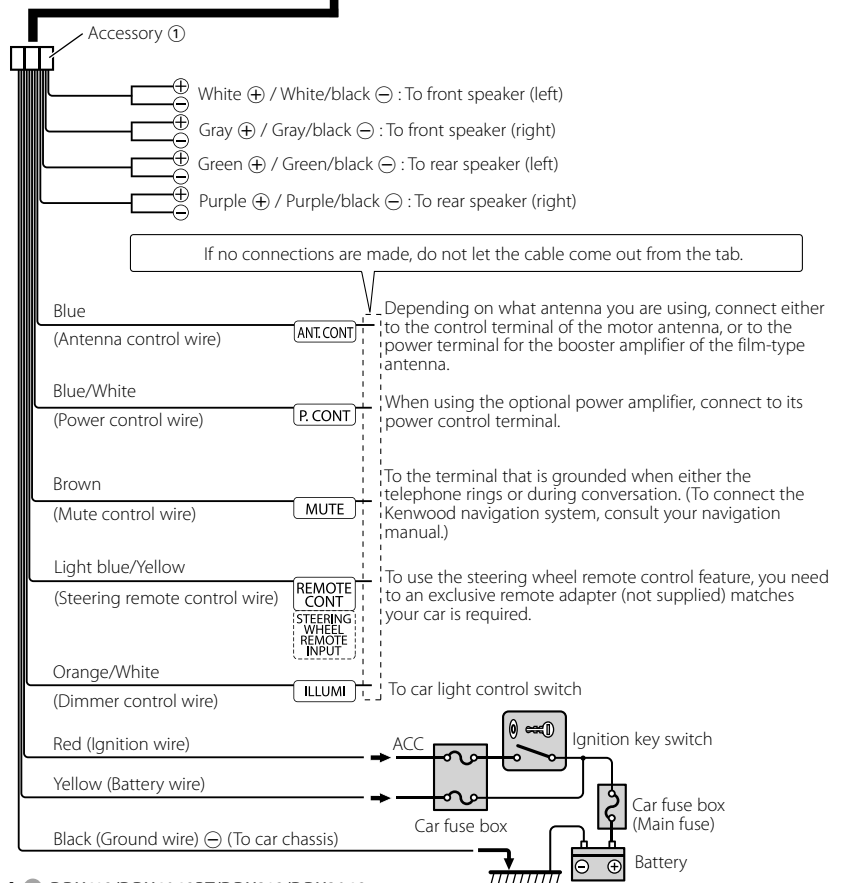 Accessory ①
White ⊕ / White/black ⊖ : To front speaker (left)
Gray ⊕ / Gray/black ⊖ : To front speaker (right)
Green ⊕ / Green/black ⊖ : To rear speaker (left)
Purple ⊕ / Purple/black ⊖ : To rear speaker (right)
If no connections are made, do not let the cable come out from the tab.
Blue
(Antenna control wire)
ANT. CONT
Depending on what antenna you are using, connect either
to the control terminal of the motor antenna, or to the
power terminal for the booster amplifier of the film-type
antenna.
Blue/White
(Power control wire)
P. CONT
When using the optional power amplifier, connect to its
power control terminal.
Brown
(Mute control wire)
MUTE
To the terminal that is grounded when either the
telephone rings or during conversation. (To connect the
Kenwood navigation system, consult your navigation
manual.)
Light blue/Yellow
(Steering remote control wire)
REMOTE
CONT
STEERING
WHEEL
REMOTE
INPUT
To use the steering wheel remote control feature, you need
to an exclusive remote adapter (not supplied) matches
your car is required.
Orange/White
(Dimmer control wire)
ILLUMI
To car light control switch
Red (Ignition wire)
ACC
Ignition key switch
Yellow (Battery wire)
Car fuse box
Car fuse box
(Main fuse)
Black (Ground wire) ⊖ (To car chassis)
Battery